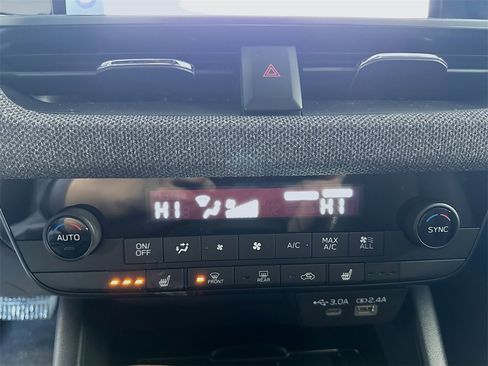 HI HI
AUTO ON/OFF A/C MAX A/C ALL SYNC
FRONT REAR
3.0A 2.4A